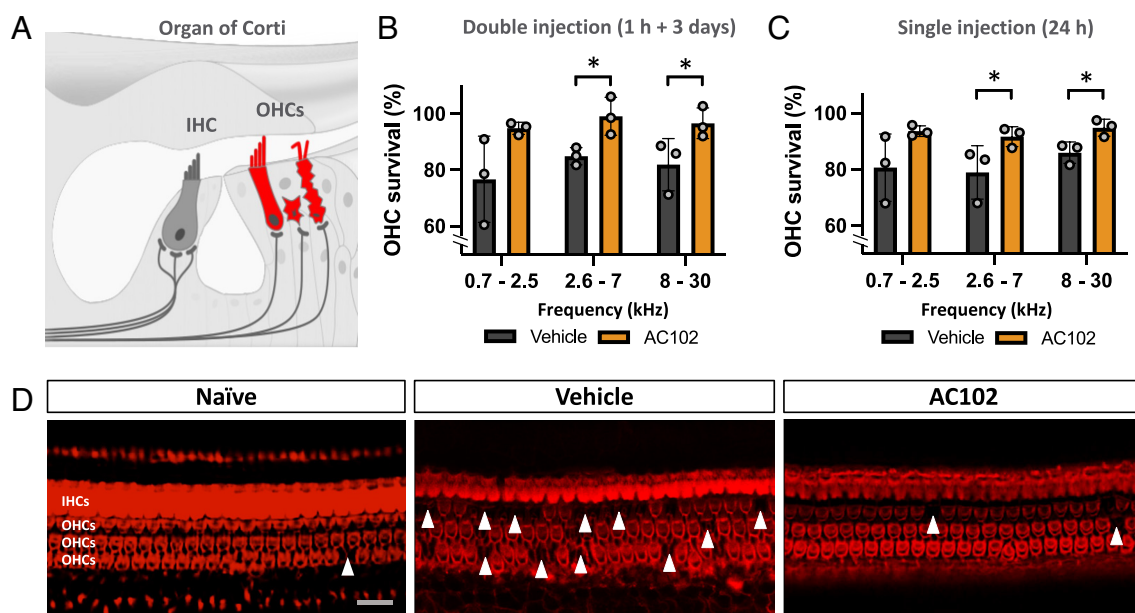 A
Organ of Corti
IHC
OHCs
B
Double injection (1 h + 3 days)
OHC survival (%)
100
80
60
*
*
0.7 - 2.5
2.6 - 7
8 - 30
Frequency (kHz)
Vehicle
AC102
C
Single injection (24 h)
OHC survival (%)
100
80
60
*
*
0.7 - 2.5
2.6 - 7
8 - 30
Frequency (kHz)
Vehicle
AC102
D
Naïve
Vehicle
AC102
IHCs
OHCs
OHCs
OHCs